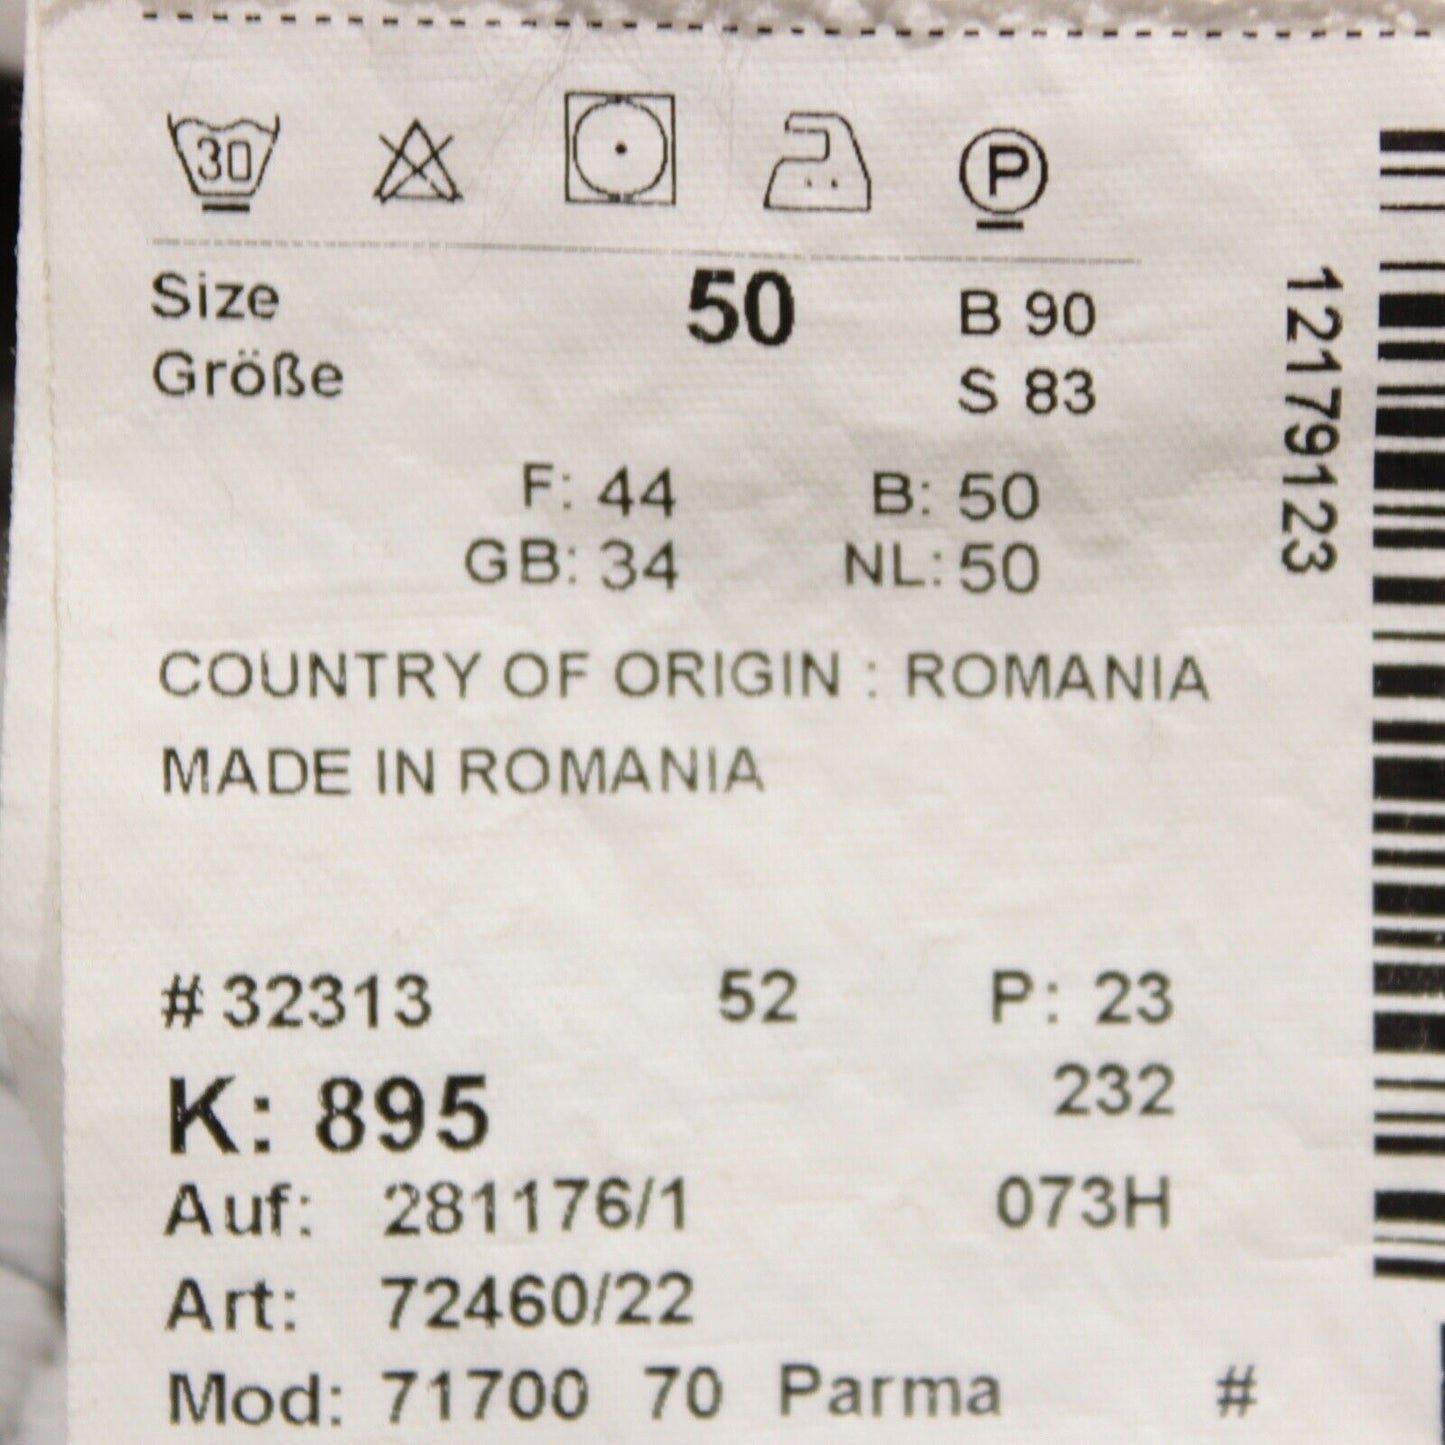 30 P
Size 50 B 90
Größe S 83
F: 44 B: 50
GB: 34 NL: 50
COUNTRY OF ORIGIN : ROMANIA
MADE IN ROMANIA
# 32313 52 P: 23
K: 895 232
Auf: 281176/1 073H
Art: 72460/22
Mod: 71700 70 Parma #
12179123